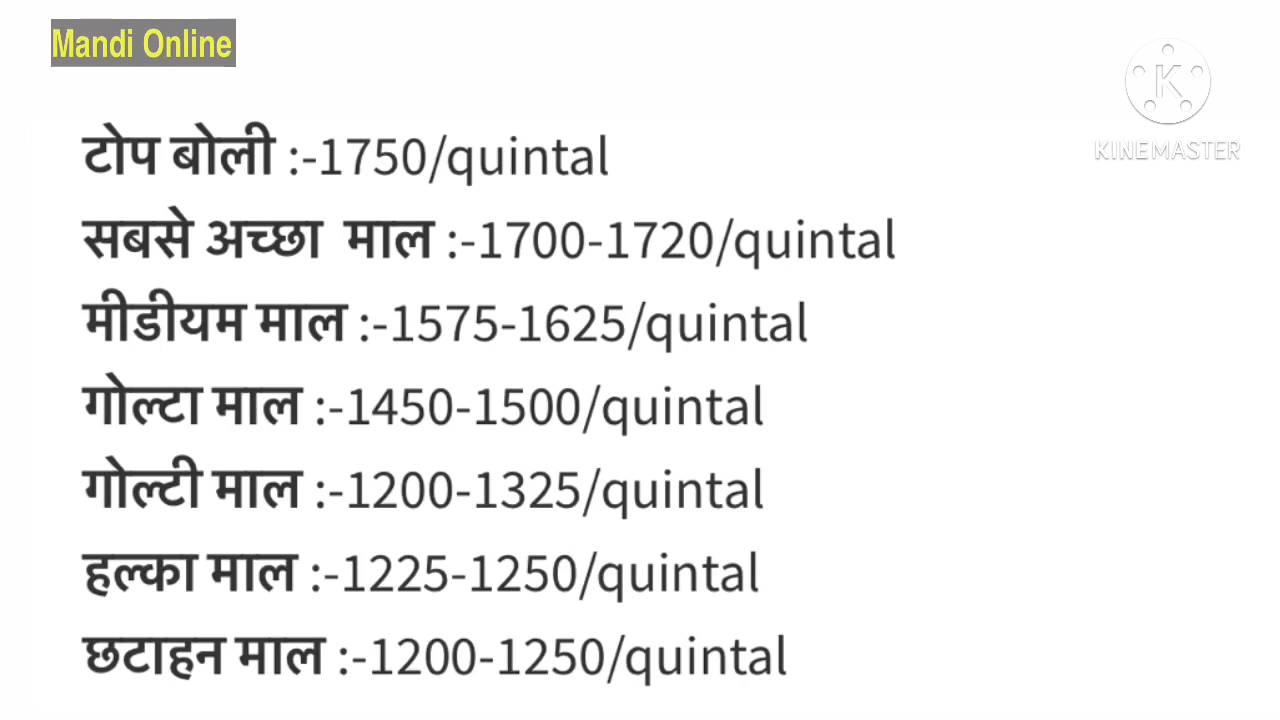 Mandi Online
K
KINEMASTER
टोप बोली :-1750/quintal
सबसे अच्छा माल :-1700-1720/quintal
मीडीयम माल :-1575-1625/quintal
गोल्टा माल :-1450-1500/quintal
गोल्टी माल :-1200-1325/quintal
हल्का माल :-1225-1250/quintal
छटाहन माल :-1200-1250/quintal